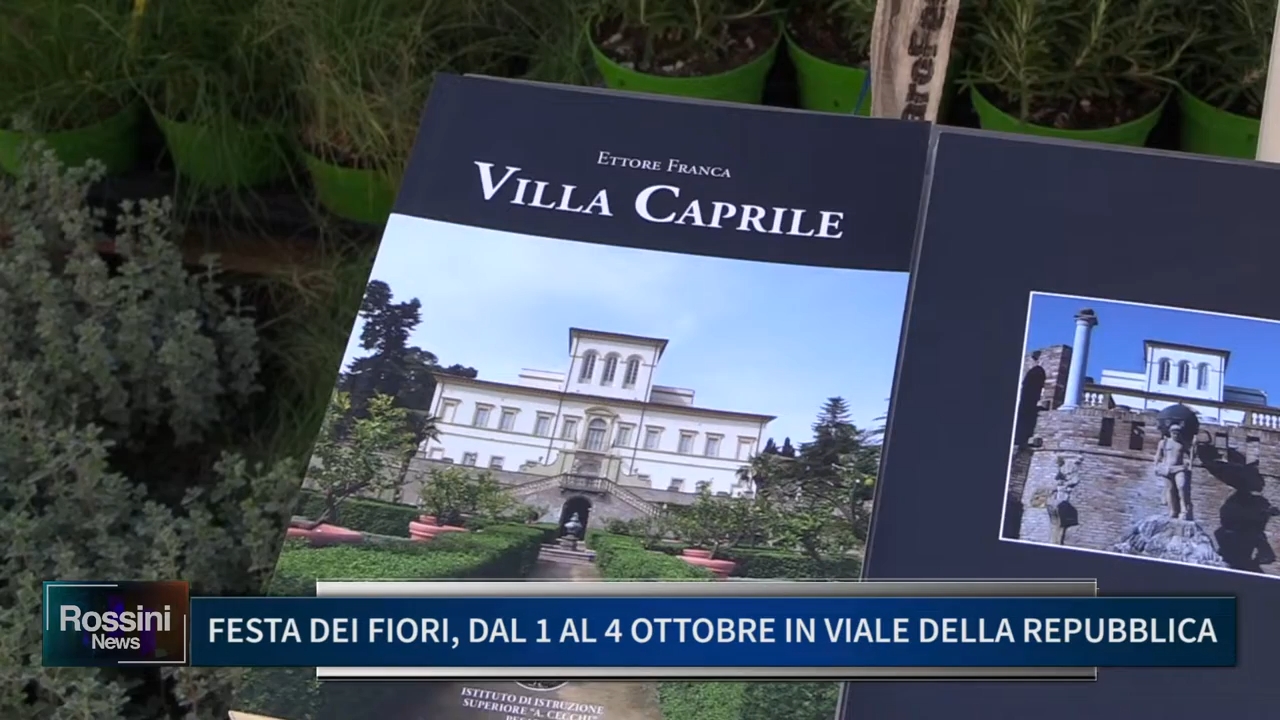 ETTORE FRANCA
VILLA CAPRILE
Rossini
News
FESTA DEI FIORI, DAL 1 AL 4 OTTOBRE IN VIALE DELLA REPUBBLICA
ISTITUTO DI ISTRUZIONE
SUPERIORE "A. CECCHI"